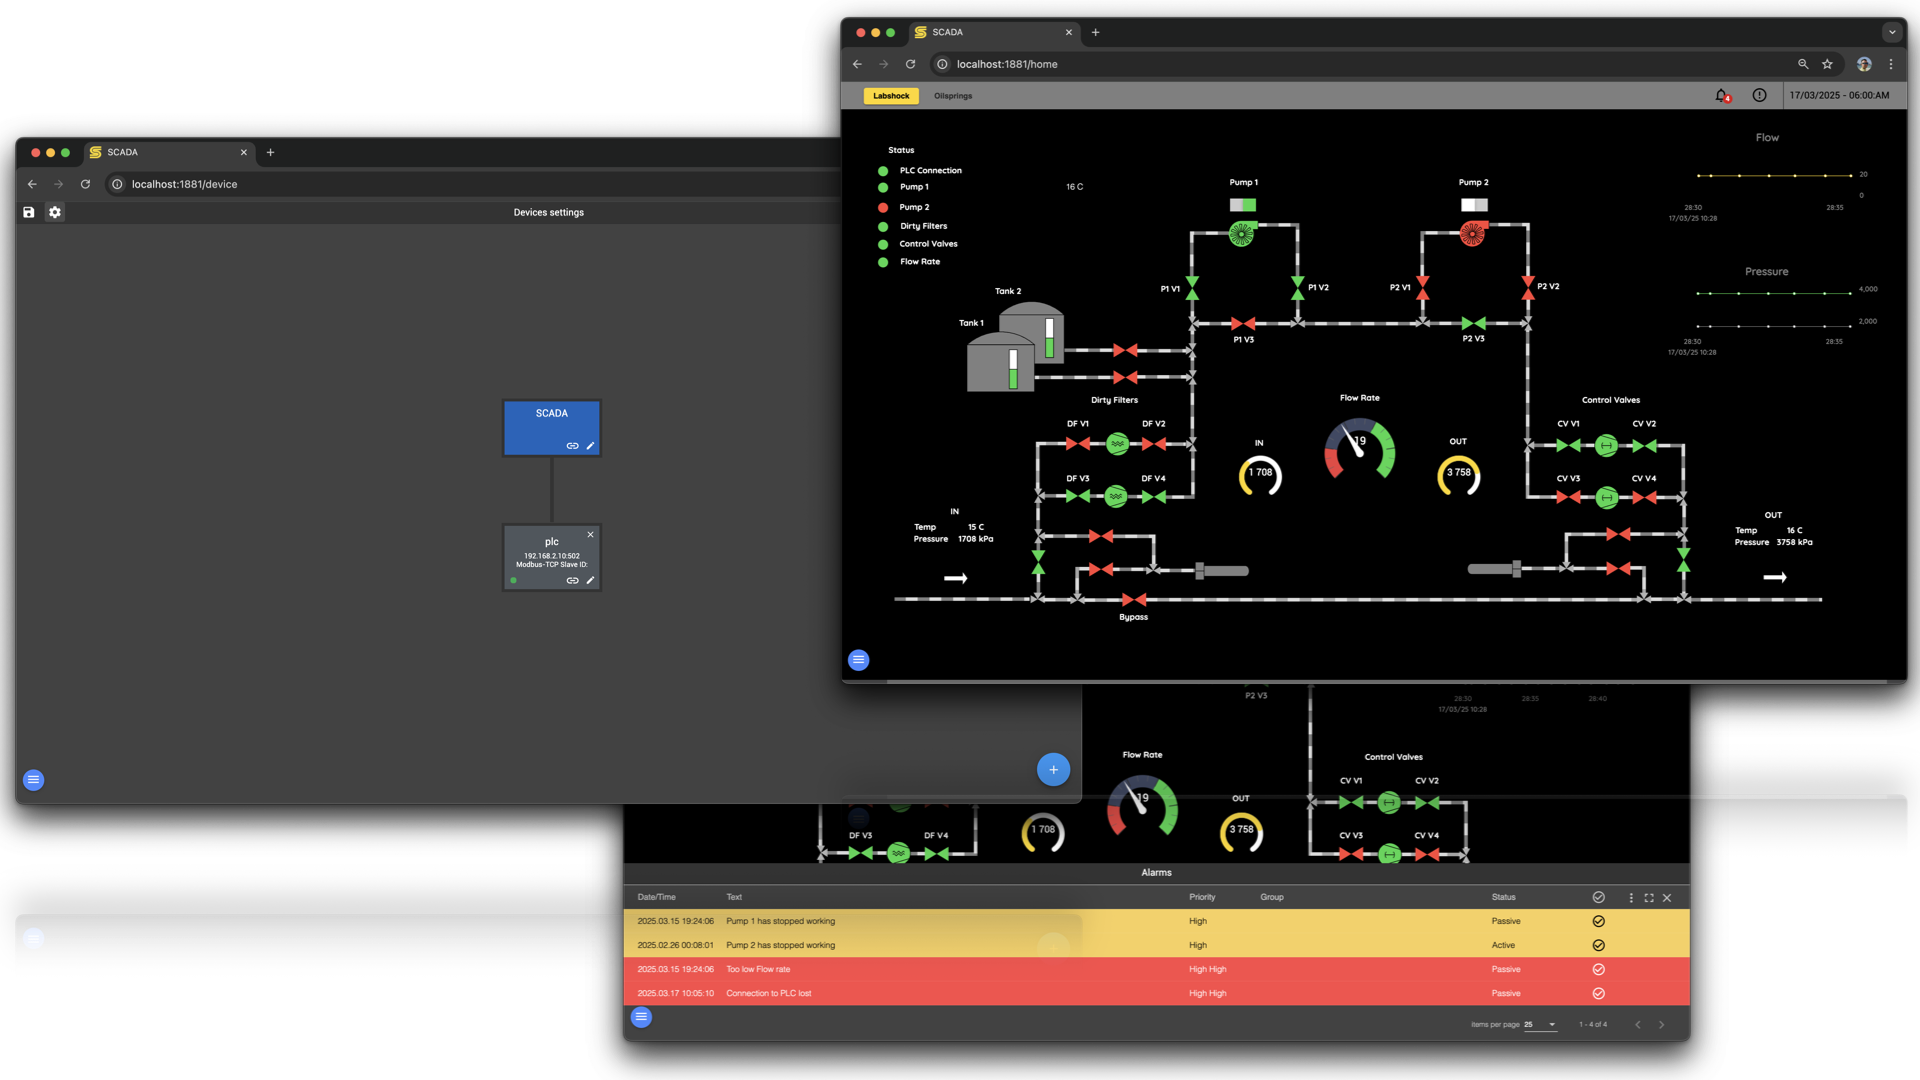 SCADA
localhost:1881/home
Labshock
Oilsprings
4
17/03/2025 - 06:00:AM
Status
PLC Connection
Pump 1
Pump 2
Dirty Filters
Control Valves
Flow Rate
16 C
Pump 1
Pump 2
Flow
20
0
28:30
28:35
17/03/25 10:28
Pressure
4,000
2,000
28:30
28:35
17/03/25 10:28
P1 V1
P1 V2
P2 V1
P2 V2
P1 V3
P2 V3
Tank 2
Tank 1
Dirty Filters
DF V1
DF V2
DF V3
DF V4
Flow Rate
19
IN
1 708
OUT
3 758
Control Valves
CV V1
CV V2
CV V3
CV V4
IN
Temp 15 C
Pressure 1708 kPa
OUT
Temp 16 C
Pressure 3758 kPa
Bypass
SCADA
localhost:1881/device
Devices settings
SCADA
plc
192.168.2.10:502
Modbus-TCP Slave ID:
P2 V3
28:30
28:35
28:40
17/03/25 10:28
Flow Rate
19
Control Valves
CV V1
CV V2
OUT
1 708
3 758
DF V3
DF V4
CV V3
CV V4
Alarms
Date/Time Text Priority Group Status
2025.03.15 19:24:06 Pump 1 has stopped working High Passive
2025.02.26 00:08:01 Pump 2 has stopped working High Active
2025.03.15 19:24:06 Too low Flow rate High High Passive
2025.03.17 10:05:10 Connection to PLC lost High High Passive
Items per page 25 1 - 4 of 4